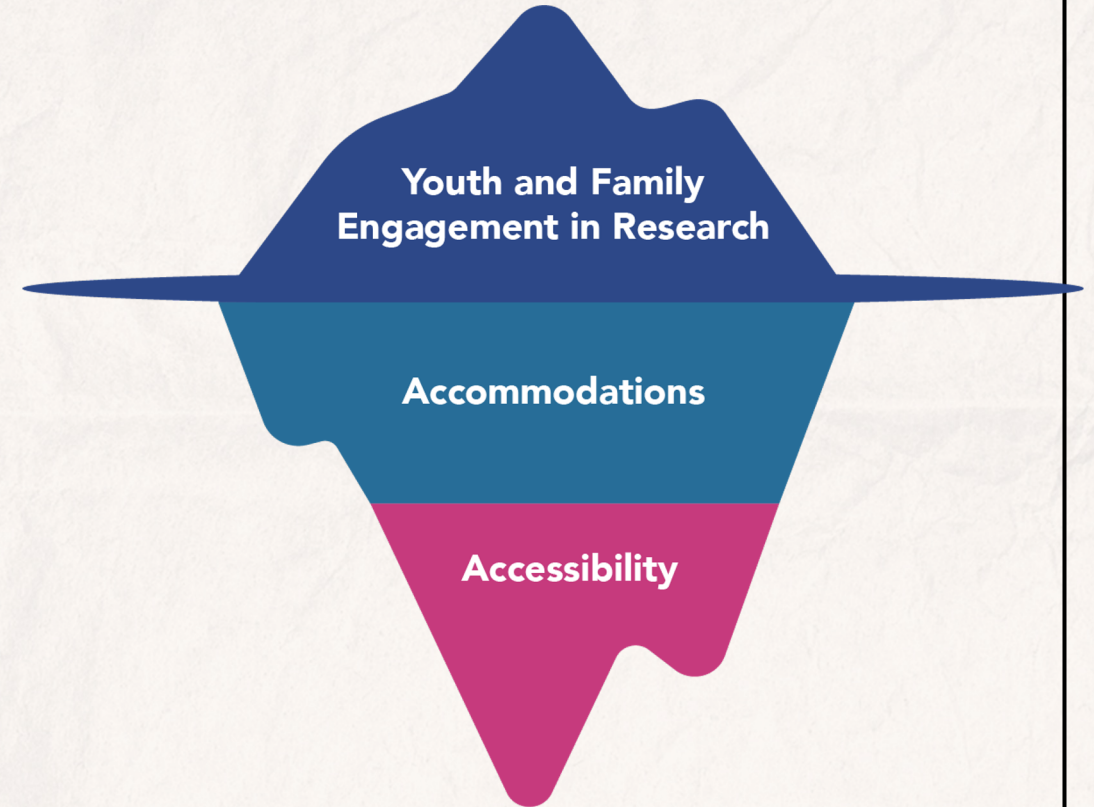 Youth and Family
Engagement in Research
Accommodations
Accessibility